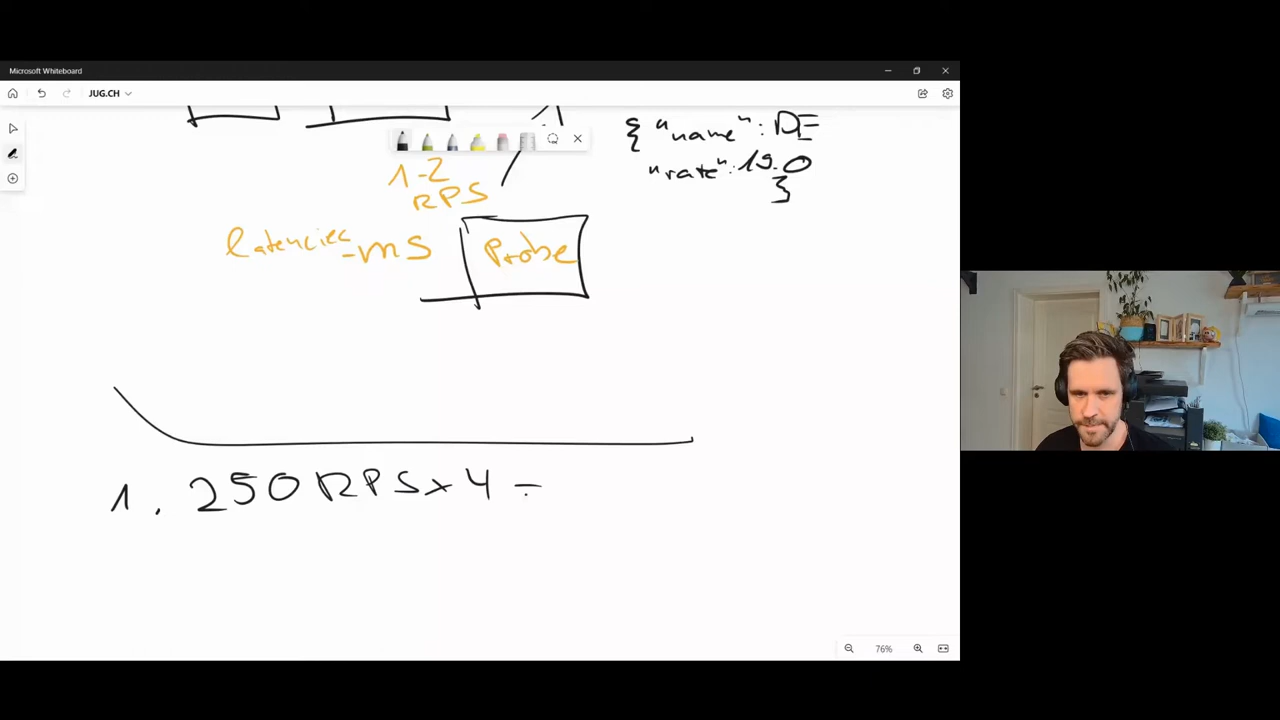 Microsoft Whiteboard
JUG.CH
{ "name": DE
"rate": 19.0
}
1-2
RPS
latencies
-ms
Probe
1. 250 RPS x 4 =
76%